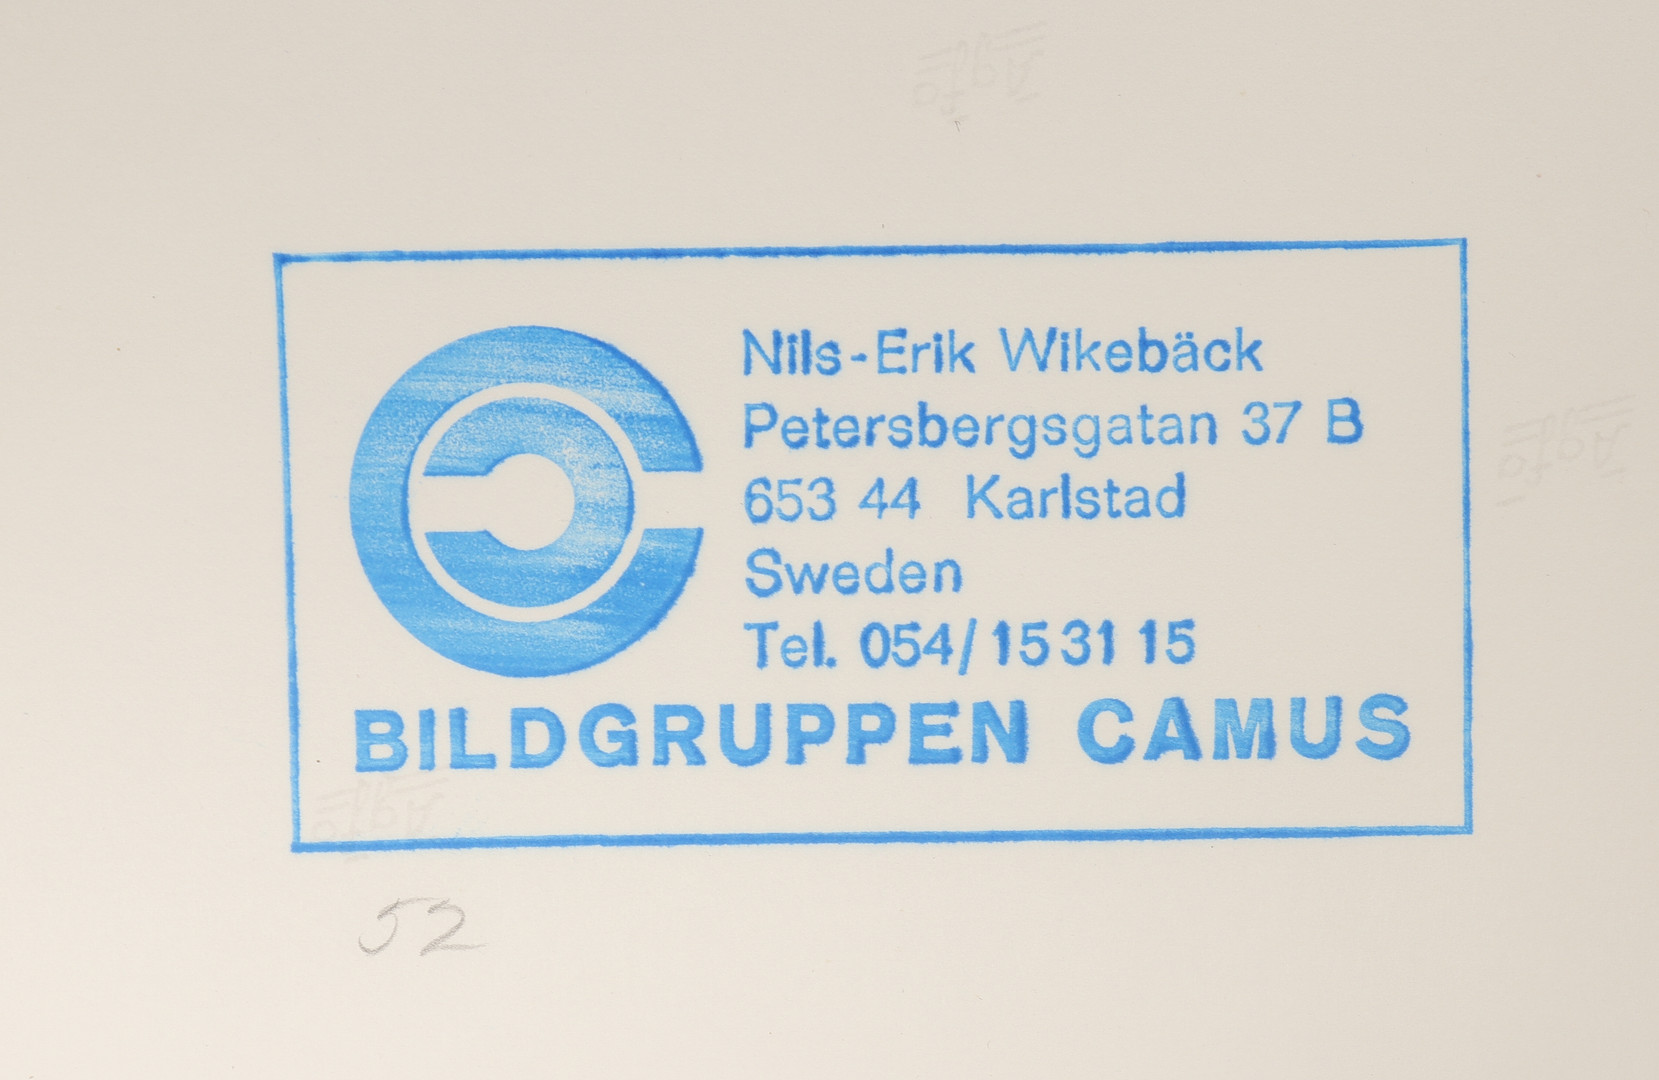 Nils-Erik Wikebäck
Petersbergsgatan 37 B
653 44 Karlstad
Sweden
Tel. 054/15 31 15
BILDGRUPPEN CAMUS
52